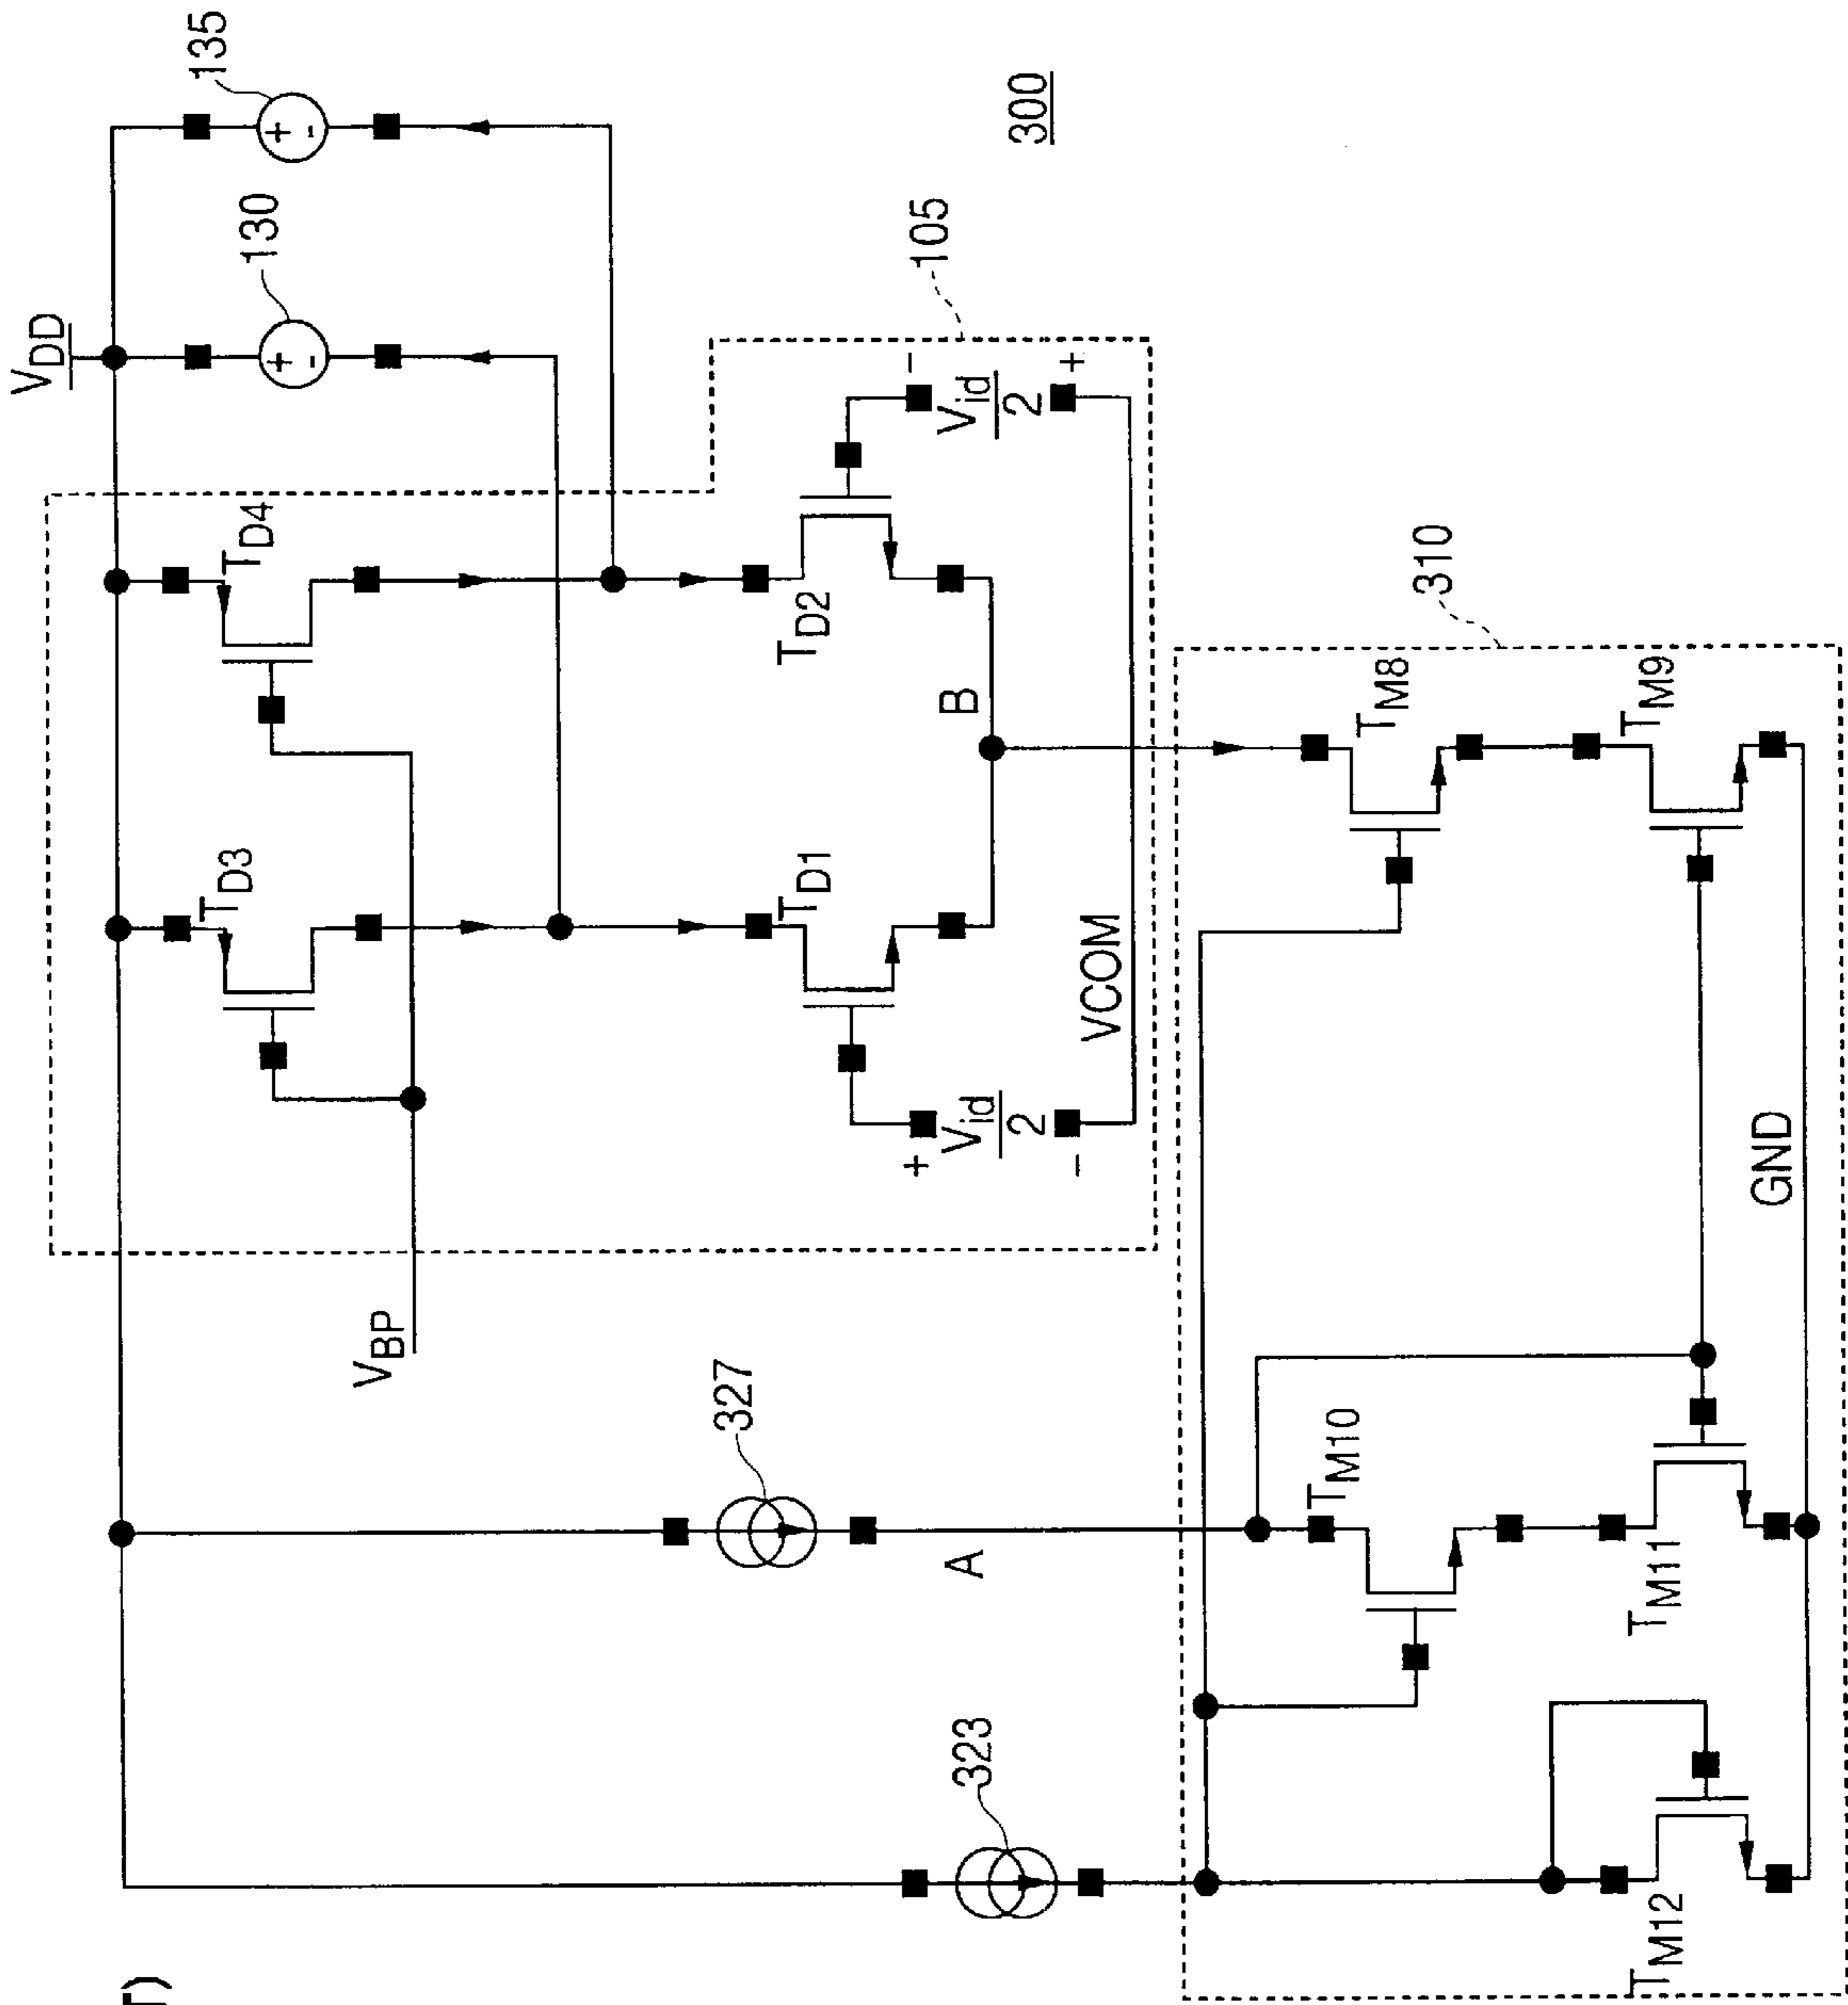 V_DD
135
130
300
105
T_D3
T_D4
V_BP
T_D1
T_D2
+
V_id
2
-
-
V_id
2
+
VCOM
B
327
A
323
310
T_M10
T_M8
T_M11
T_M9
T_M12
GND
+
-
+
-
T)